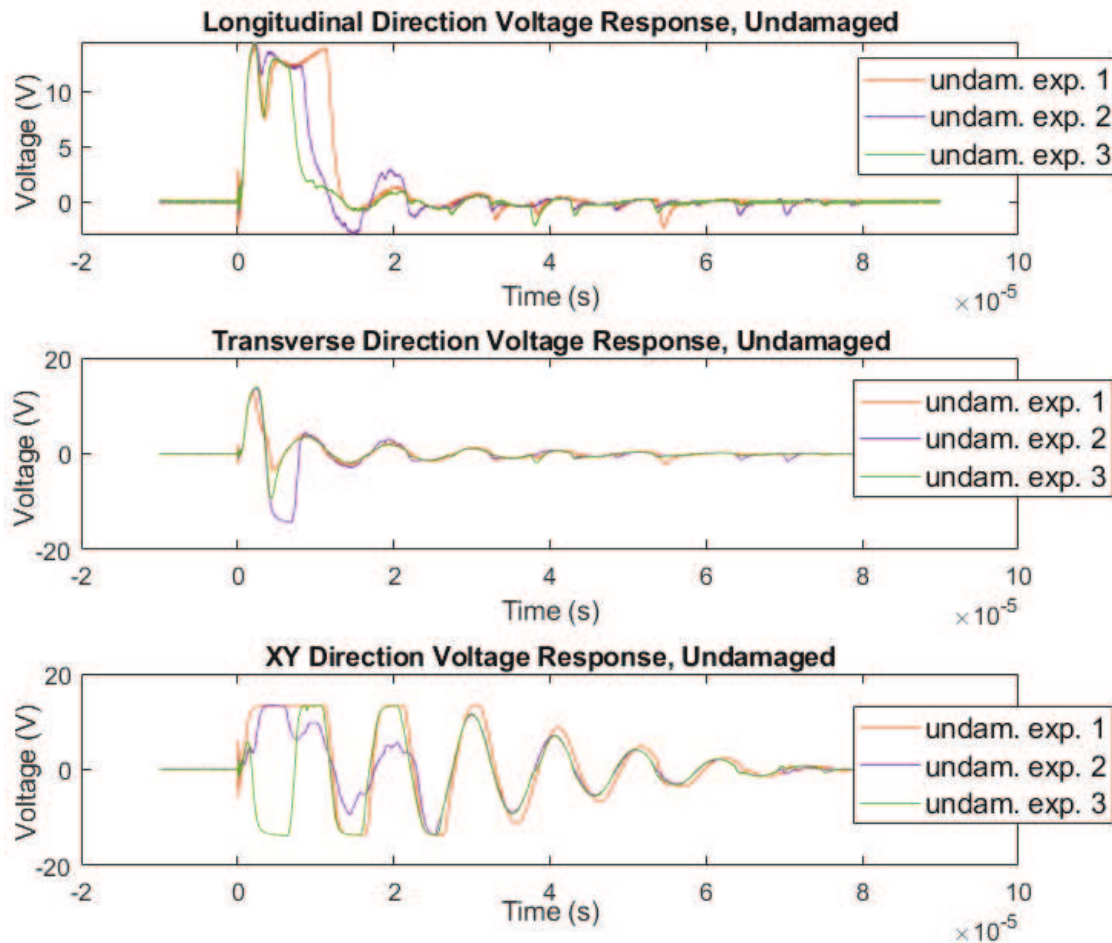 Longitudinal Direction Voltage Response, Undamaged
Voltage (V)
10
5
0
-2 0 2 4 6 8 10
Time (s)
× 10^-5
undam. exp. 1
undam. exp. 2
undam. exp. 3
Transverse Direction Voltage Response, Undamaged
Voltage (V)
20
0
-20
-2 0 2 4 6 8 10
Time (s)
× 10^-5
undam. exp. 1
undam. exp. 2
undam. exp. 3
XY Direction Voltage Response, Undamaged
Voltage (V)
20
0
-20
-2 0 2 4 6 8 10
Time (s)
× 10^-5
undam. exp. 1
undam. exp. 2
undam. exp. 3